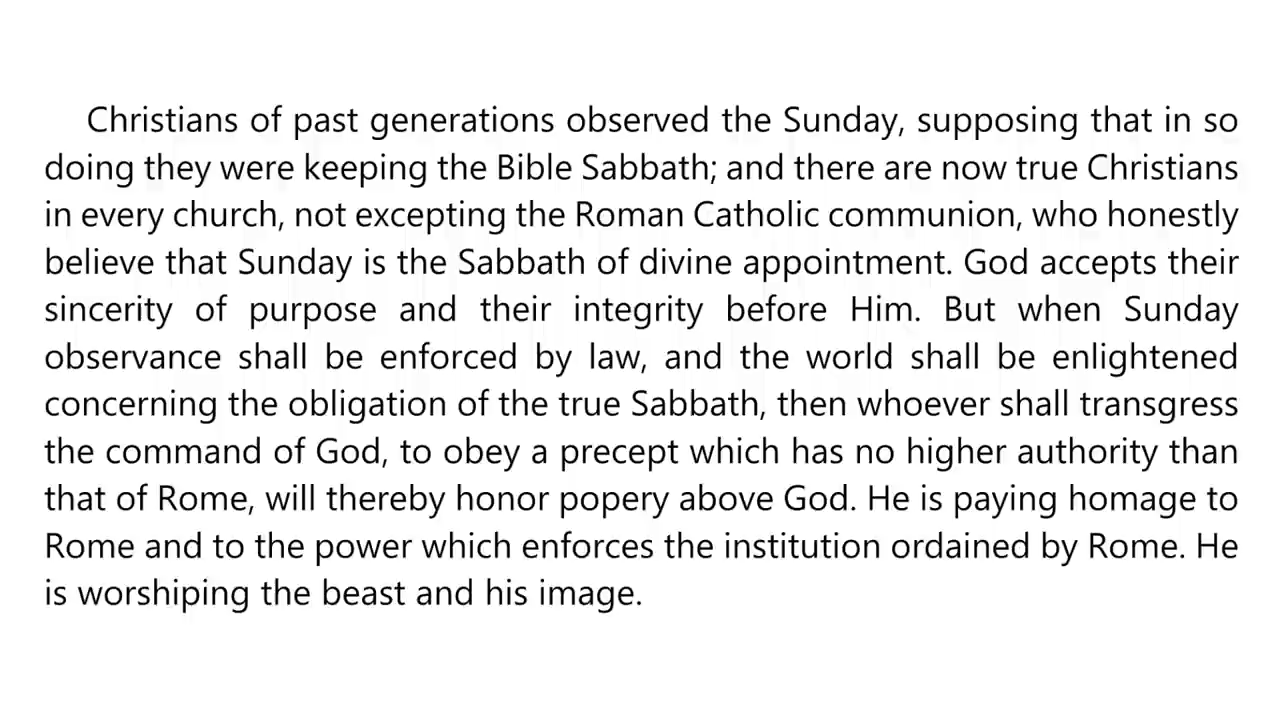 Christians of past generations observed the Sunday, supposing that in so
doing they were keeping the Bible Sabbath; and there are now true Christians
in every church, not excepting the Roman Catholic communion, who honestly
believe that Sunday is the Sabbath of divine appointment. God accepts their
sincerity of purpose and their integrity before Him. But when Sunday
observance shall be enforced by law, and the world shall be enlightened
concerning the obligation of the true Sabbath, then whoever shall transgress
the command of God, to obey a precept which has no higher authority than
that of Rome, will thereby honor popery above God. He is paying homage to
Rome and to the power which enforces the institution ordained by Rome. He
is worshiping the beast and his image.